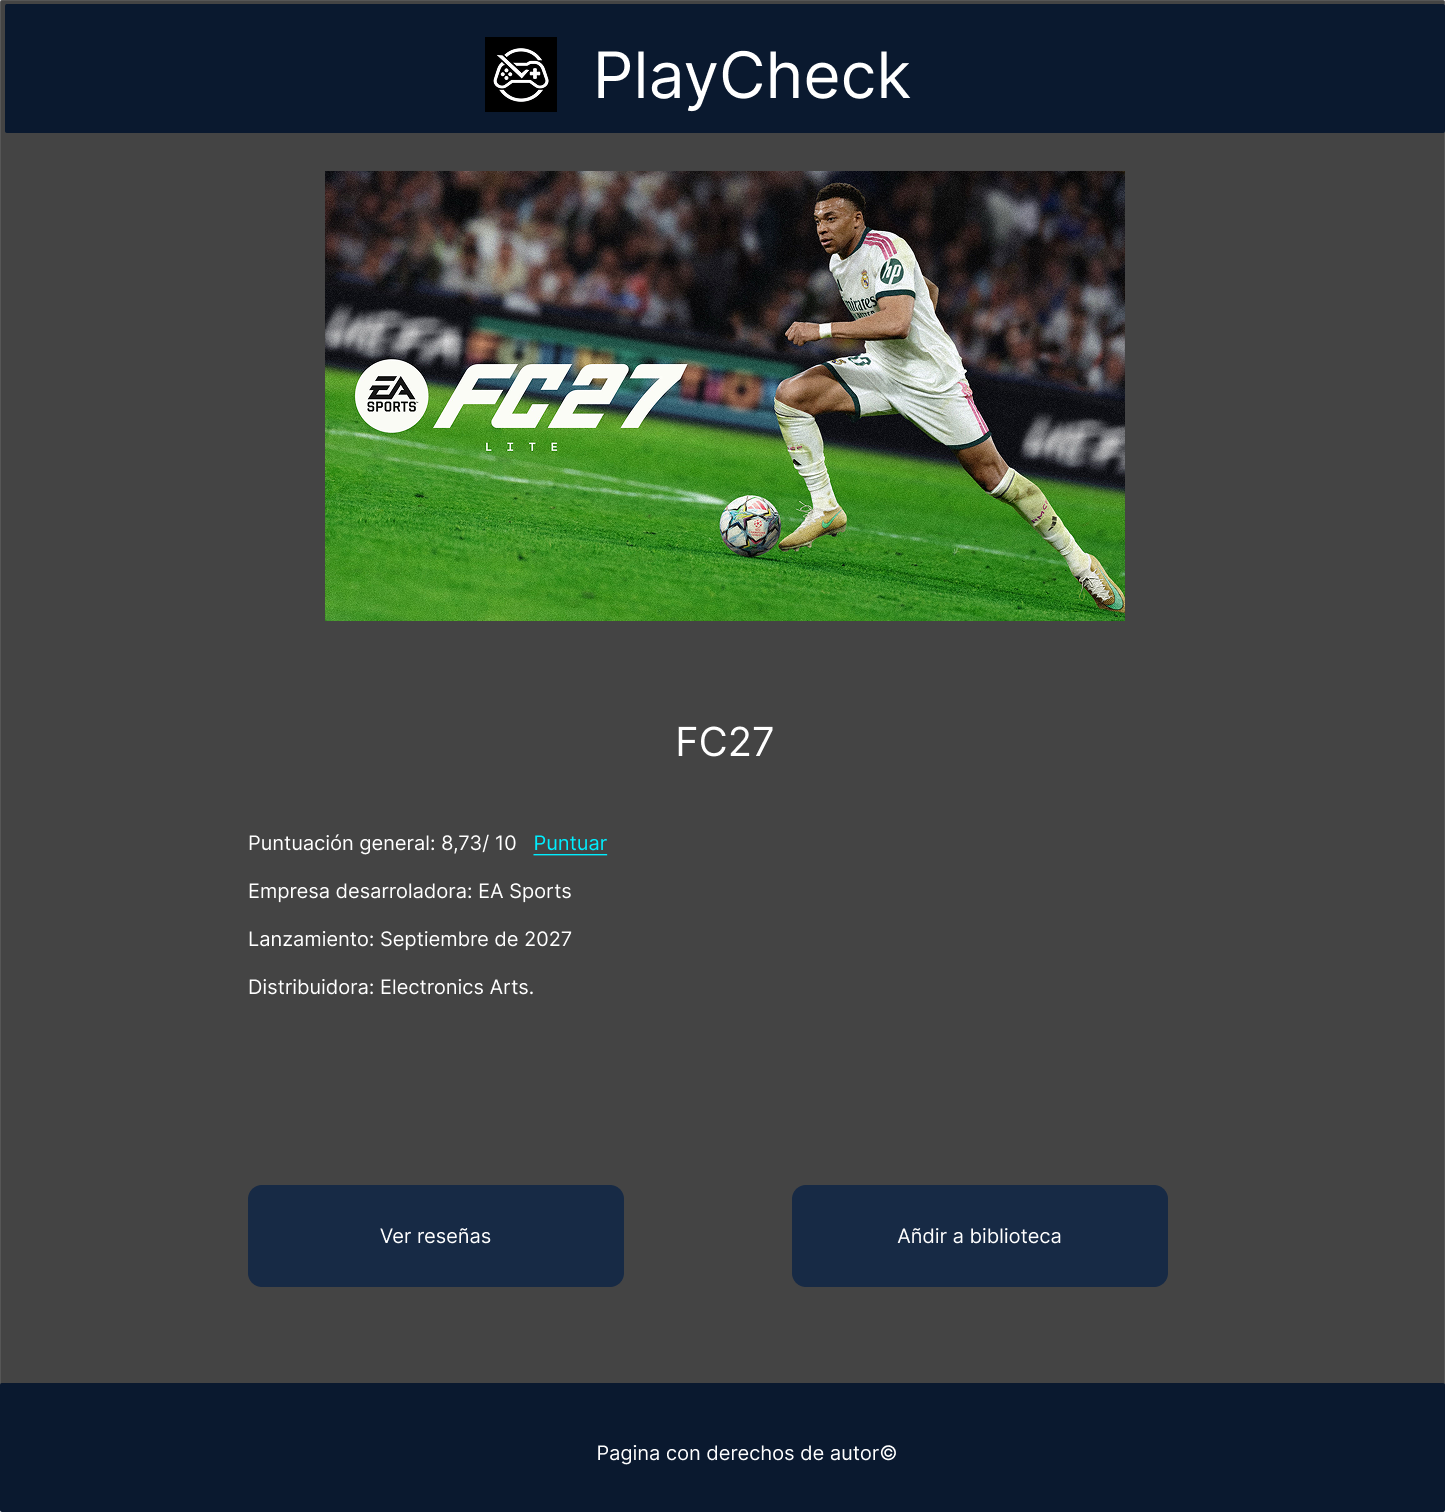 PlayCheck
hp
EA
SPORTS
FC27
LITE
FC27
Puntuación general: 8,73/ 10 Puntuar
Empresa desarroladora: EA Sports
Lanzamiento: Septiembre de 2027
Distribuidora: Electronics Arts.
Ver reseñas
Añdir a biblioteca
Pagina con derechos de autor©